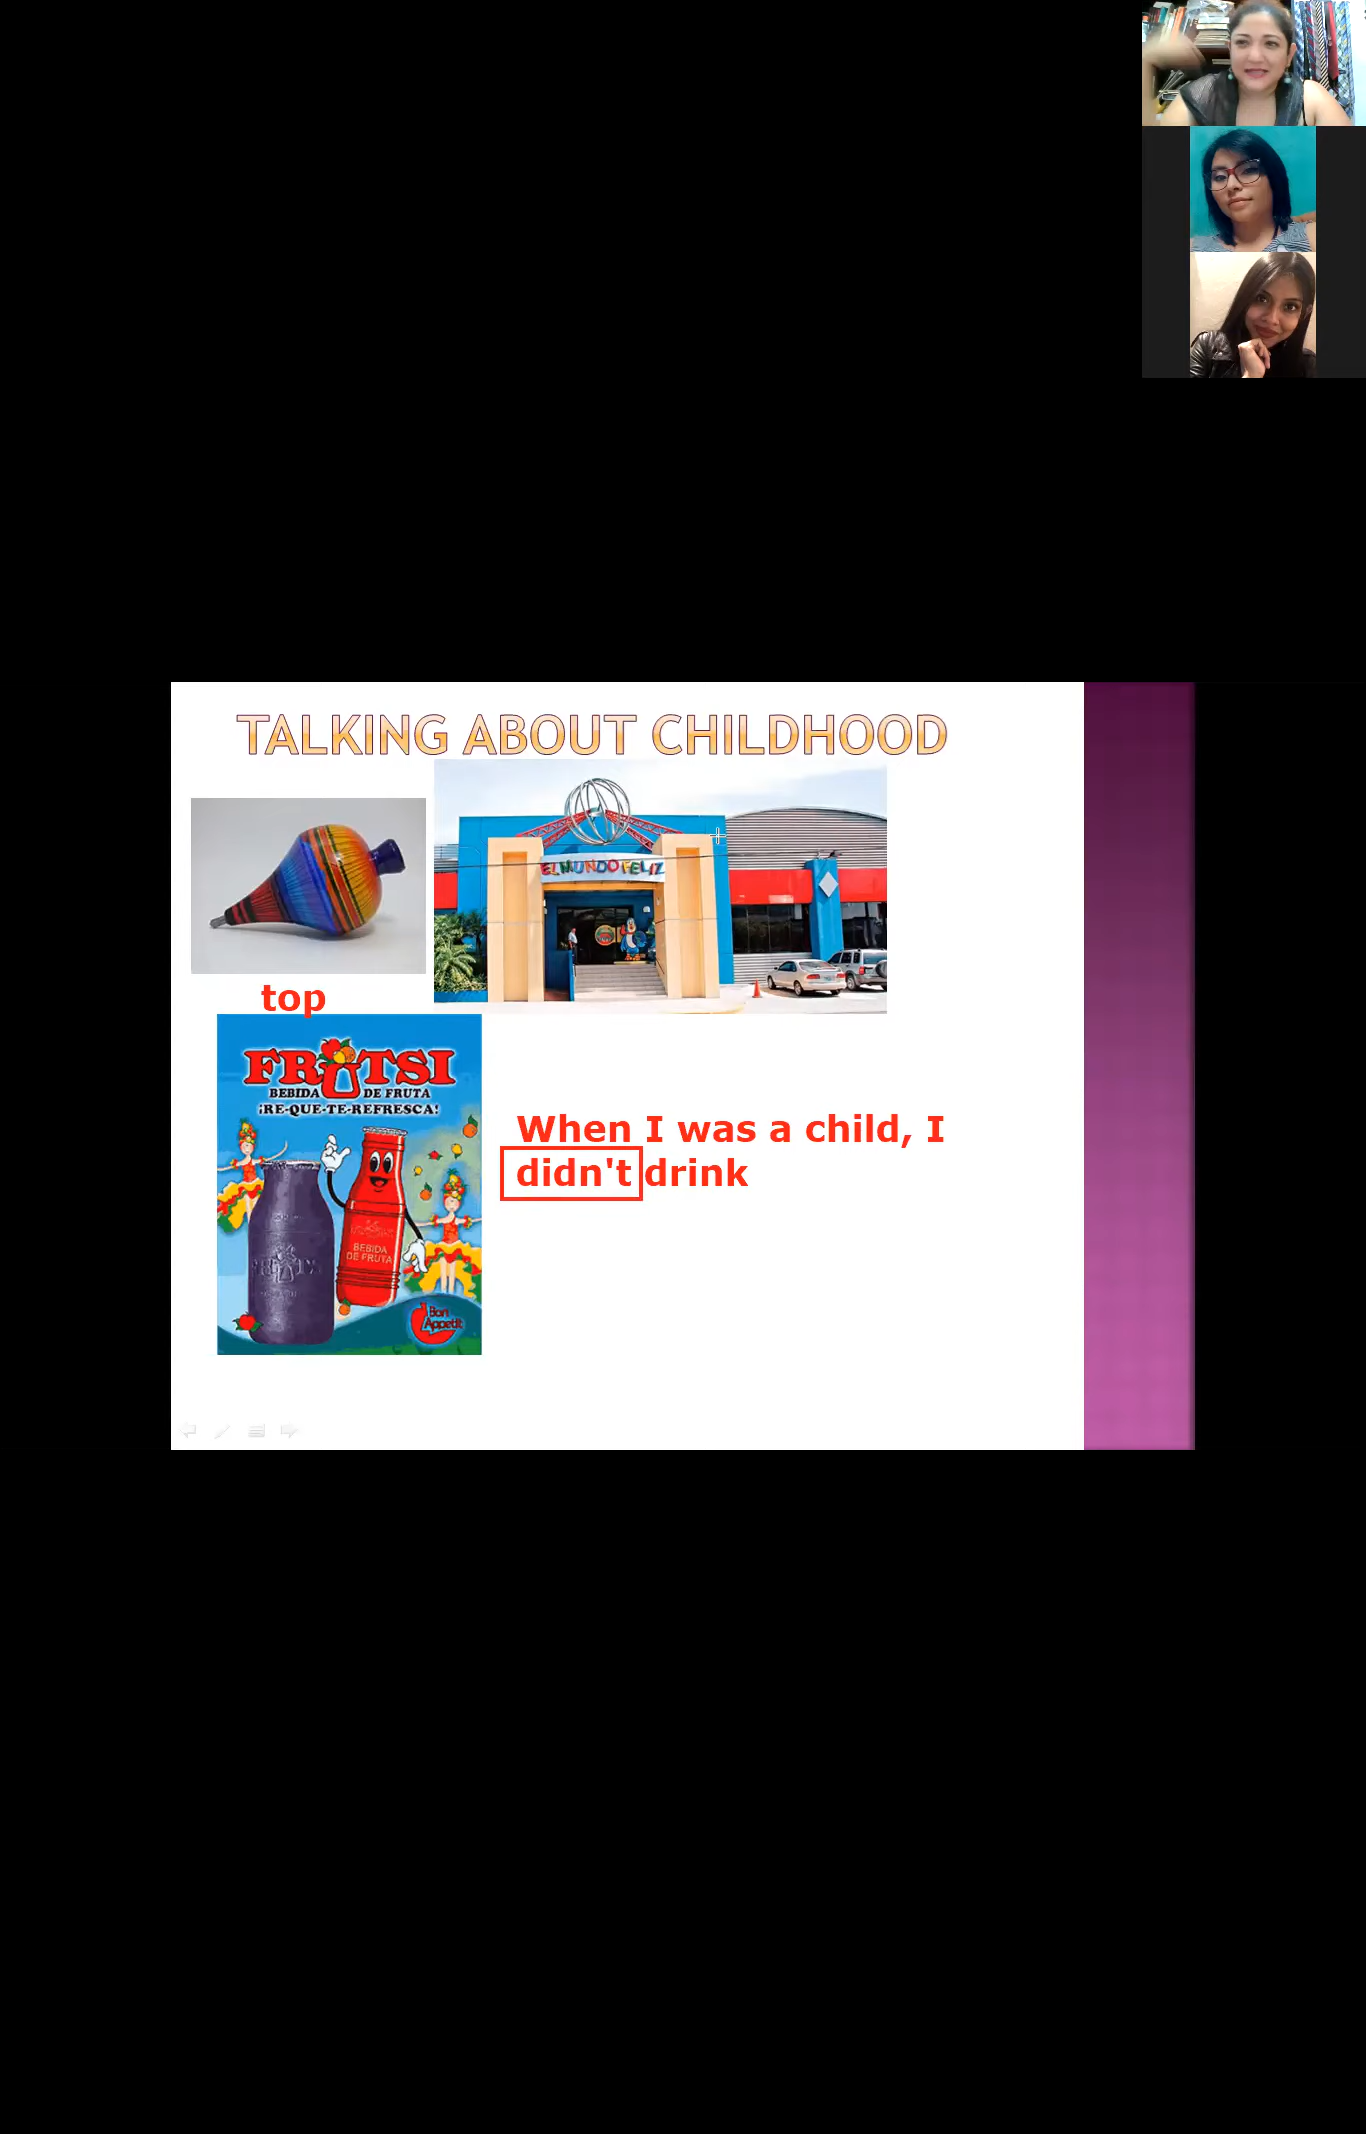 TALKING ABOUT CHILDHOOD
EL MUNDO FELIZ
top
FRUTSI
BEBIDA DE FRUTA
¡RE-QUE-TE-REFRESCA!
When I was a child, I
didn't drink
BEBIDA
DE FRUTA
Bon
Appetit